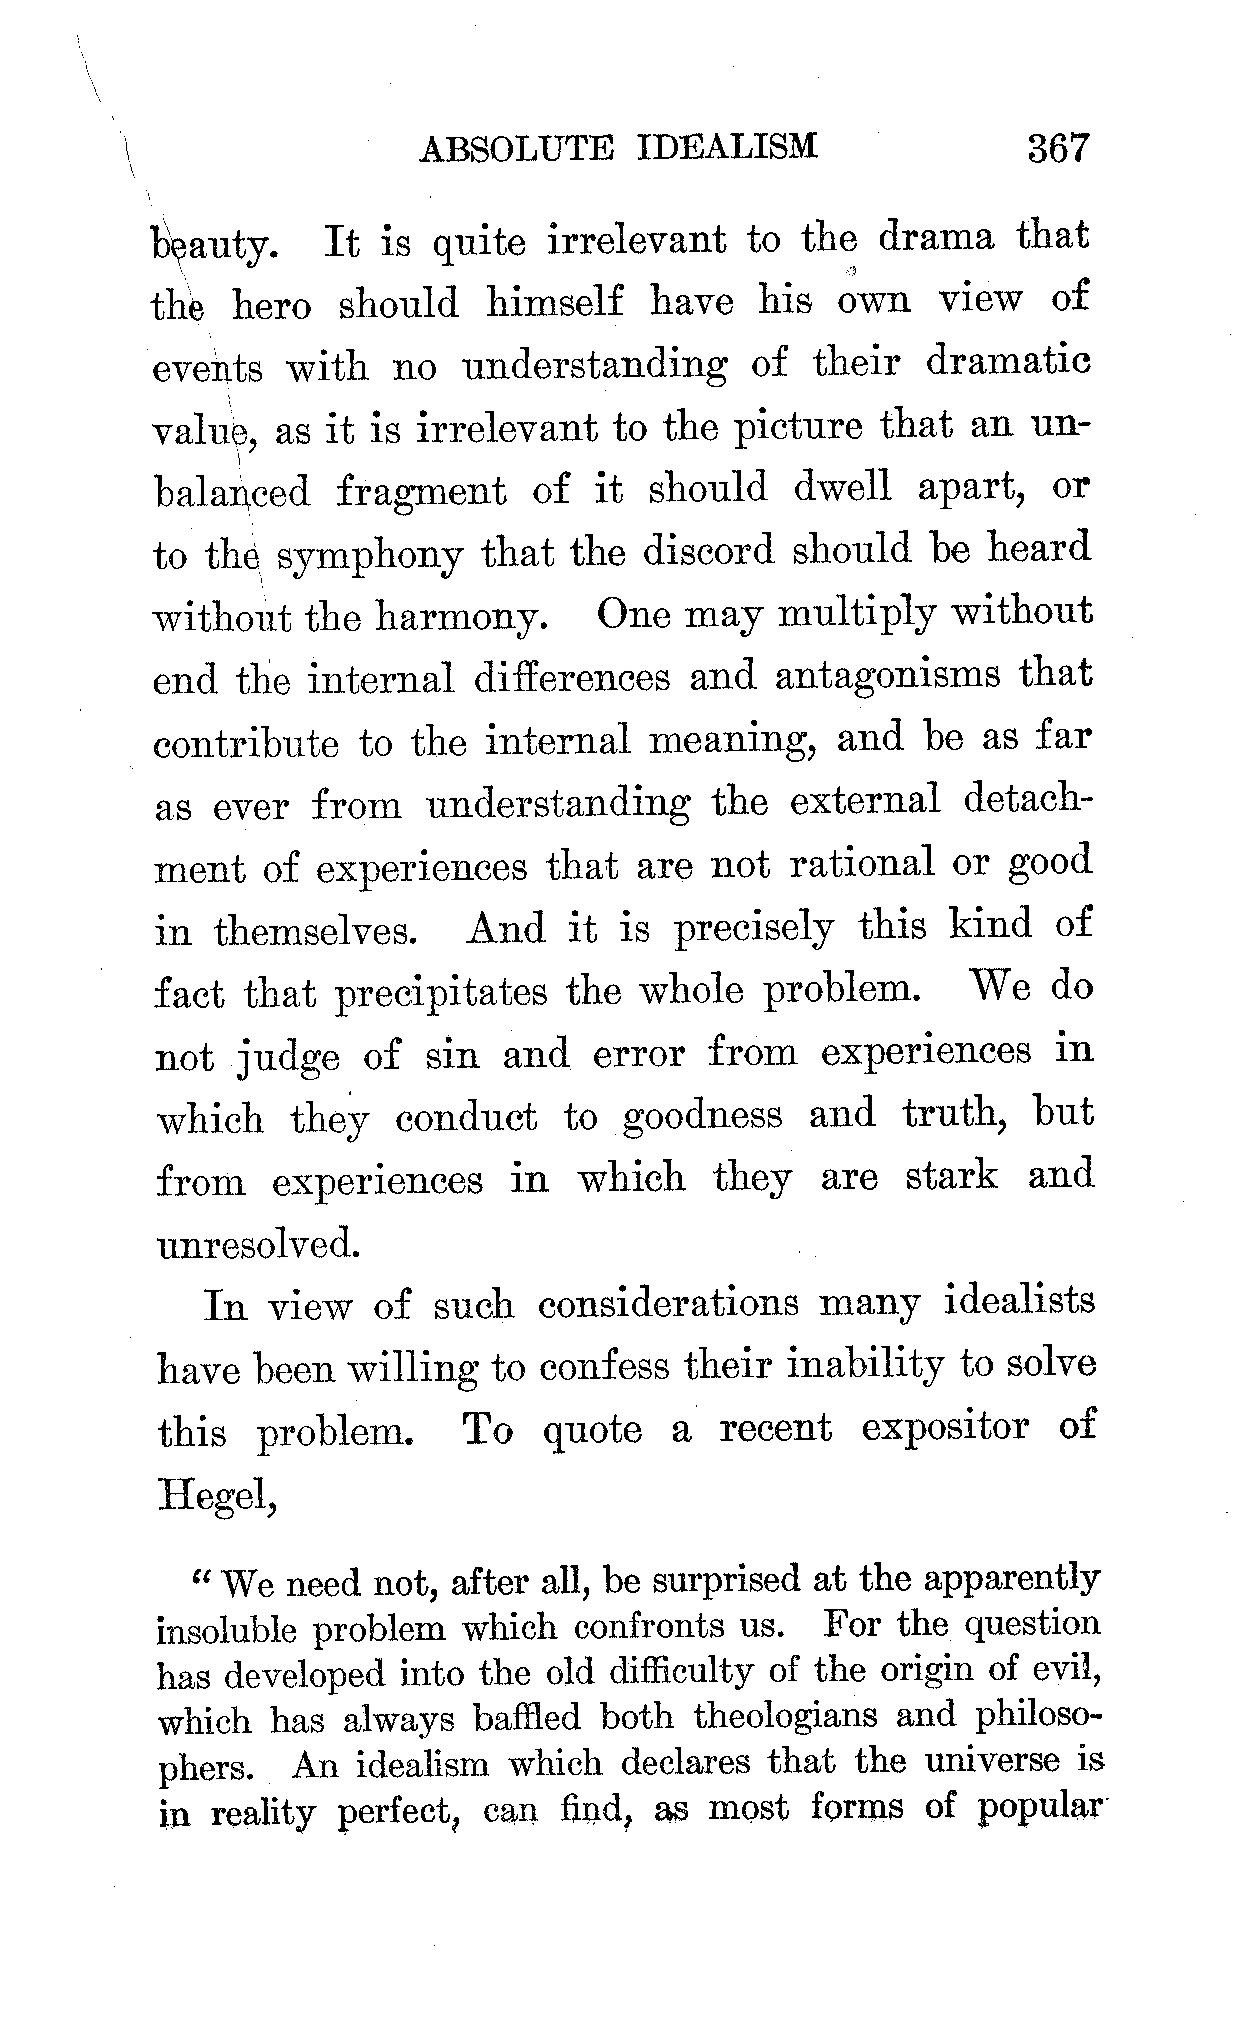 ABSOLUTE IDEALISM 367
beauty. It is quite irrelevant to the drama that
the hero should himself have his own view of
events with no understanding of their dramatic
value, as it is irrelevant to the picture that an un-
balanced fragment of it should dwell apart, or
to the symphony that the discord should be heard
without the harmony. One may multiply without
end the internal differences and antagonisms that
contribute to the internal meaning, and be as far
as ever from understanding the external detach-
ment of experiences that are not rational or good
in themselves. And it is precisely this kind of
fact that precipitates the whole problem. We do
not judge of sin and error from experiences in
which they conduct to goodness and truth, but
from experiences in which they are stark and
unresolved.
In view of such considerations many idealists
have been willing to confess their inability to solve
this problem. To quote a recent expositor of
Hegel,
“We need not, after all, be surprised at the apparently
insoluble problem which confronts us. For the question
has developed into the old difficulty of the origin of evil,
which has always baffled both theologians and philoso-
phers. An idealism which declares that the universe is
in reality perfect, can find, as most forms of popular